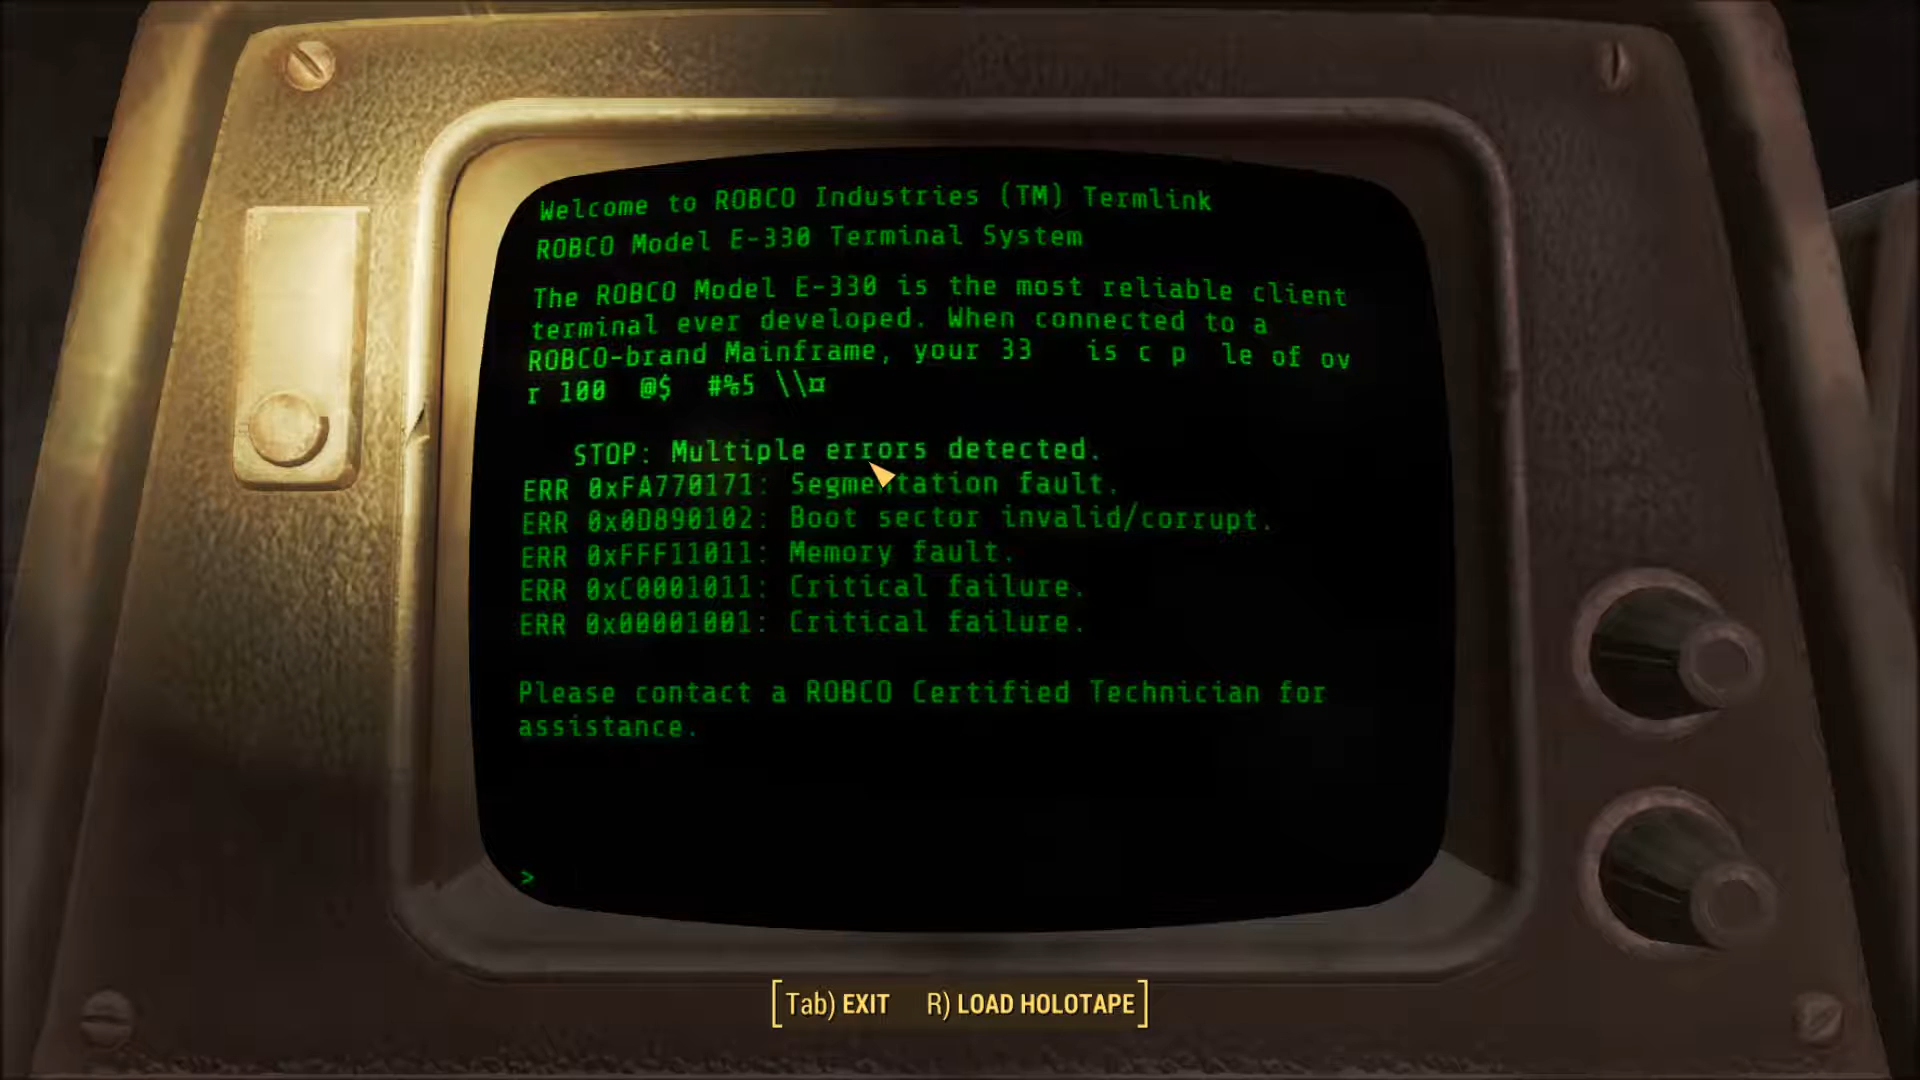 Welcome to ROBCO Industries (TM) Termlink
ROBCO Model E-330 Terminal System
The ROBCO Model E-330 is the most reliable client
terminal ever developed. When connected to a
ROBCO-brand Mainframe, your 33   is c p  le of ov
r 100  @$  #%5 \\¤
STOP: Multiple errors detected.
ERR 0xFA770171: Segmentation fault.
ERR 0x0D890102: Boot sector invalid/corrupt.
ERR 0xFFF11011: Memory fault.
ERR 0xC0001011: Critical failure.
ERR 0x00001001: Critical failure.
Please contact a ROBCO Certified Technician for
assistance.
>
[Tab) EXIT R) LOAD HOLOTAPE]